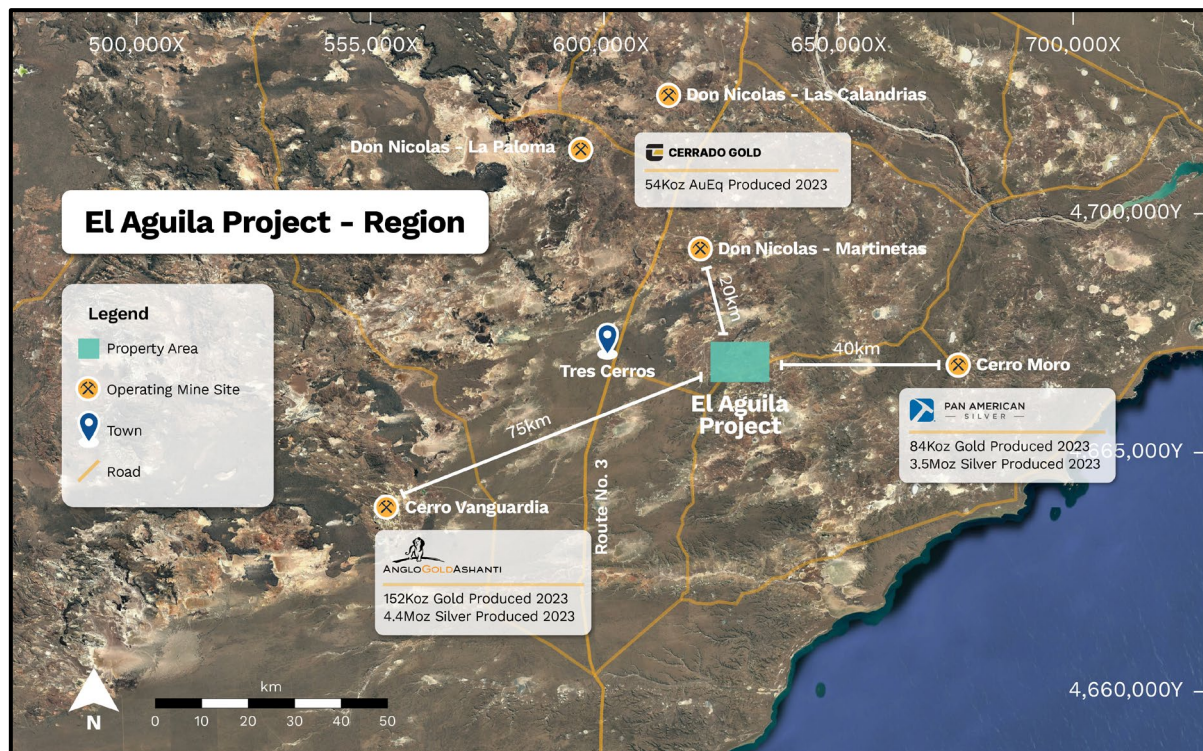 500,000X
555,000X
600,000X
650,000X
700,000X
Don Nicolas - Las Calandrias
Don Nicolas - La Paloma
CERRADO GOLD
54Koz AuEq Produced 2023
4,700,000Y
El Aguila Project - Region
Don Nicolas - Martinetas
20km
Legend
Property Area
Operating Mine Site
Town
Road
Tres Cerros
40km
Cerro Moro
El Aguila
Project
PAN AMERICAN
SILVER
84Koz Gold Produced 2023
3.5Moz Silver Produced 2023
665,000Y
75km
Cerro Vanguardia
Route No. 3
ANGLOGOLDASHANTI
152Koz Gold Produced 2023
4.4Moz Silver Produced 2023
N
km
0 10 20 30 40 50
4,660,000Y